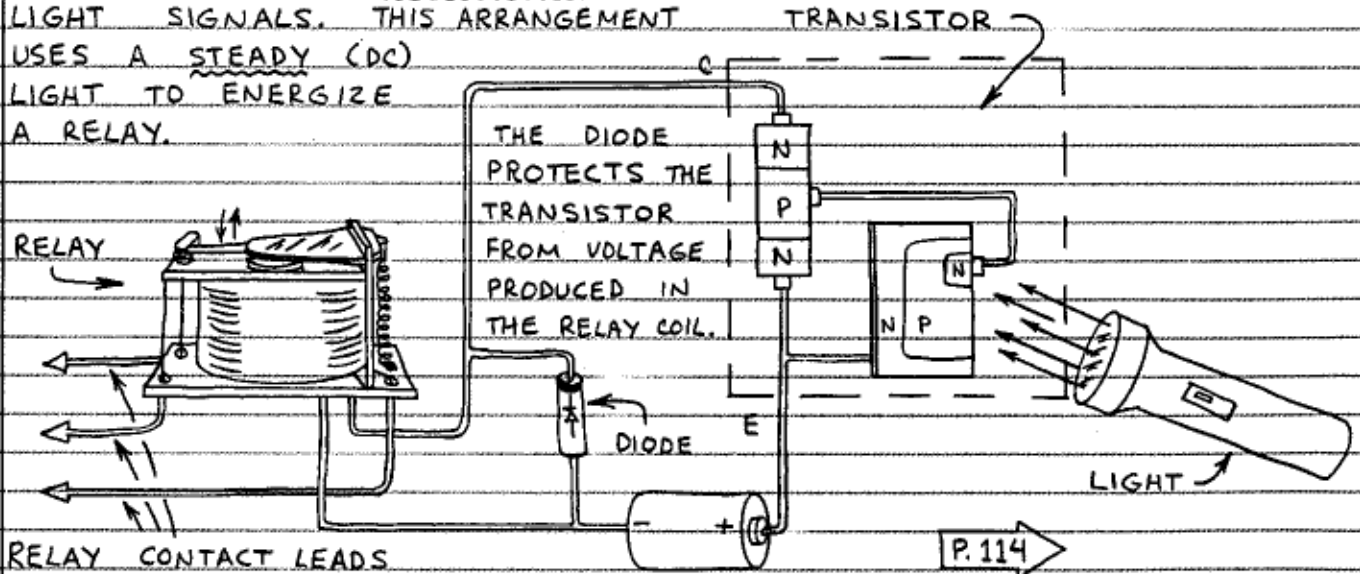 LIGHT SIGNALS. THIS ARRANGEMENT
USES A STEADY (DC)
LIGHT TO ENERGIZE
A RELAY.
TRANSISTOR
C
THE DIODE
PROTECTS THE
TRANSISTOR
FROM VOLTAGE
PRODUCED IN
THE RELAY COIL.
N
P
N
N
N P
RELAY
DIODE
E
LIGHT
- +
RELAY CONTACT LEADS
P. 114